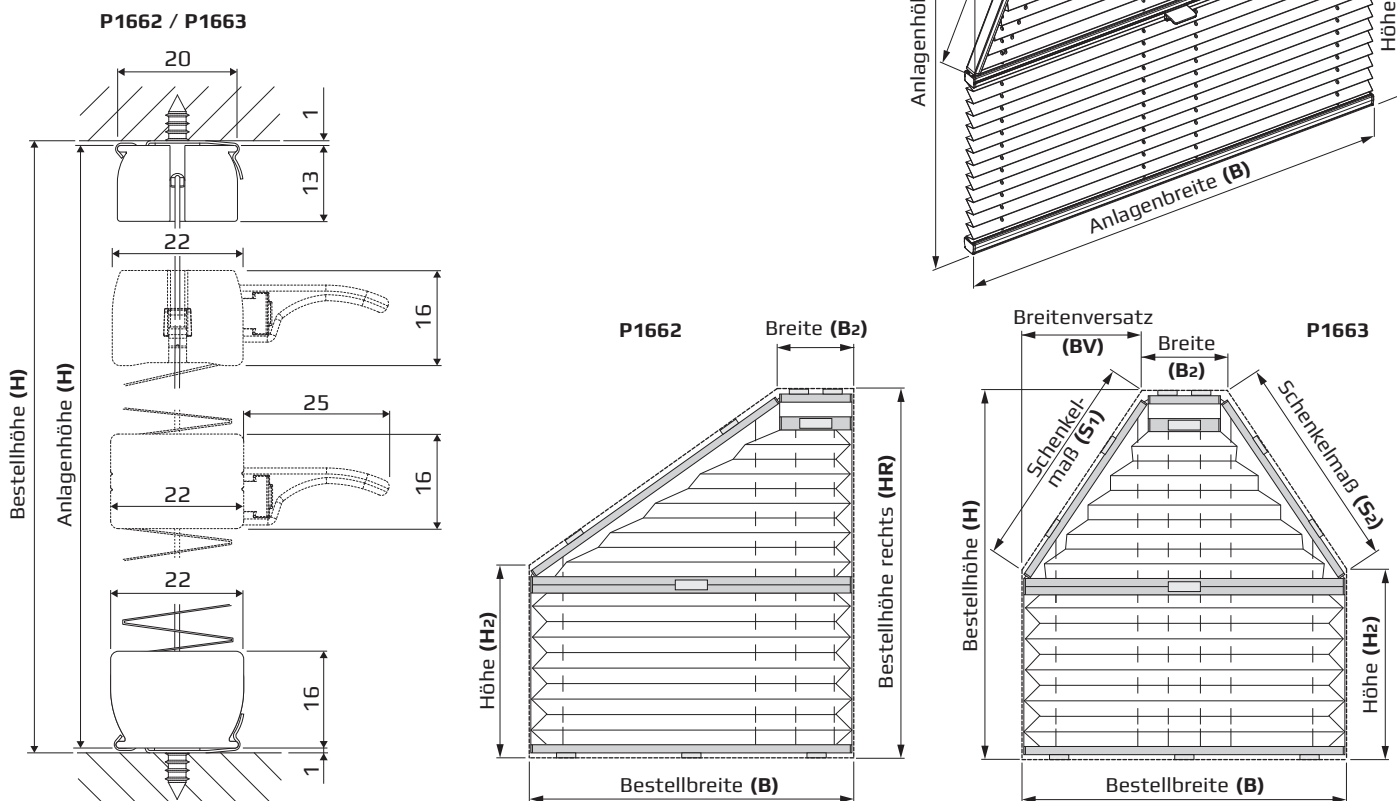 P1662 / P1663
20
1
13
22
16
25
22
16
22
16
1
Bestellhöhe (H)
Anlagenhöhe (H)
Anlagenhöh
Höhe
Anlagenbreite (B)
P1662
Breite (B2)
Höhe (H2)
Bestellhöhe rechts (HR)
Bestellbreite (B)
P1663
Breitenversatz
(BV)
Breite
(B2)
Schenkel-
maß (S1)
Schenkelmaß (S2)
Bestellhöhe (H)
Höhe (H2)
Bestellbreite (B)